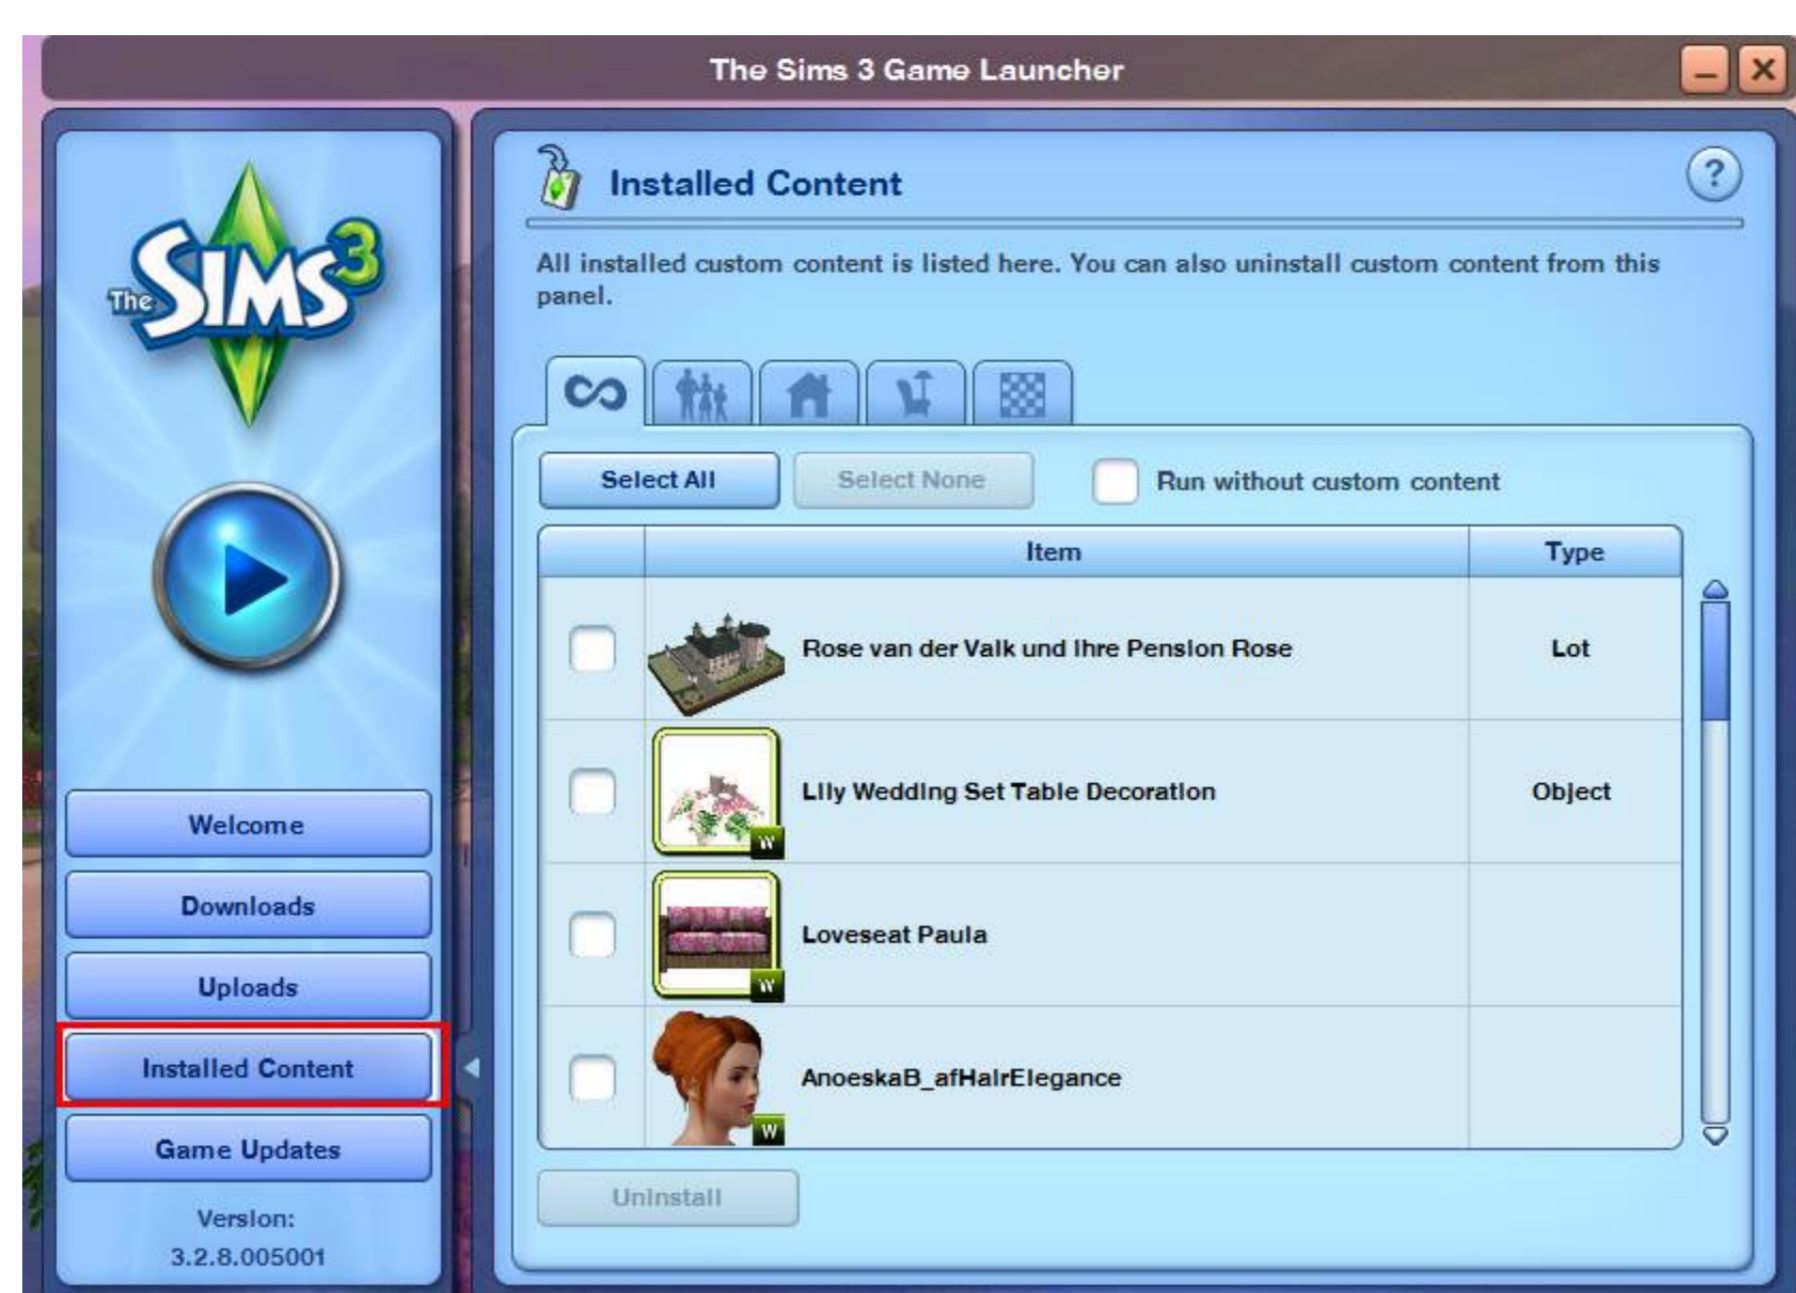 The Sims 3 Game Launcher
The SIMS 3
Installed Content
?
All installed custom content is listed here. You can also uninstall custom content from this
panel.
Select All
Select None
Run without custom content
Item
Type
Rose van der Valk und Ihre Pension Rose
Lot
Lily Wedding Set Table Decoration
Object
W
Loveseat Paula
W
AnoeskaB_afHairElegance
W
Uninstall
Welcome
Downloads
Uploads
Installed Content
Game Updates
Version:
3.2.8.005001